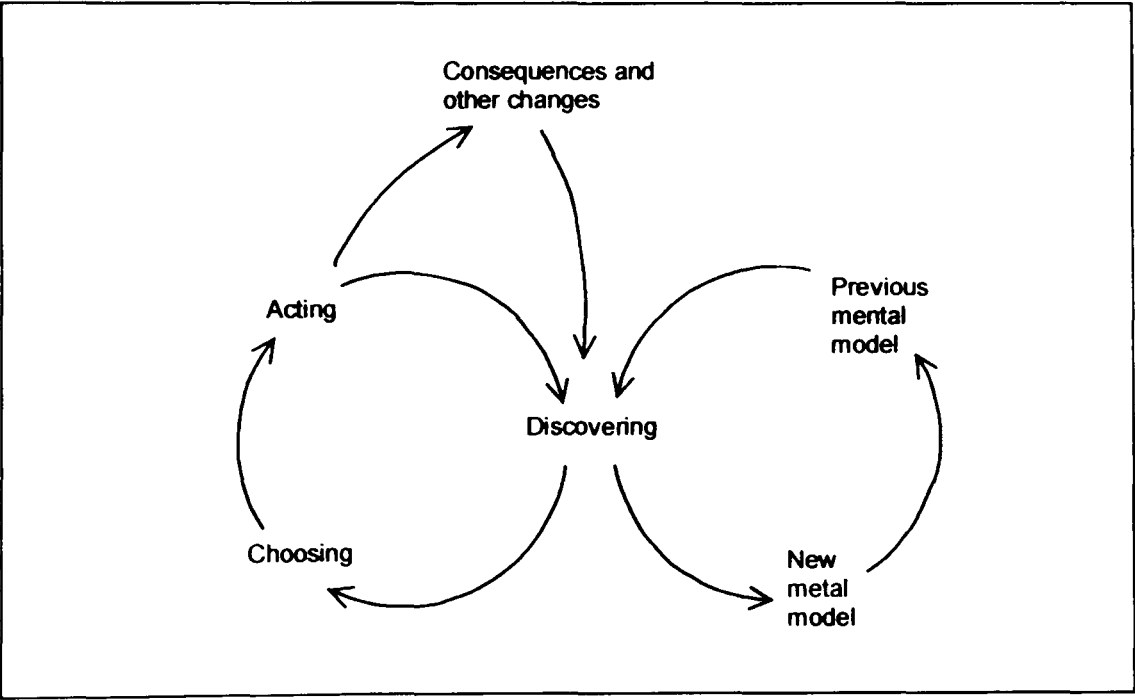 Consequences and
other changes
Acting
Previous
mental
model
Discovering
Choosing
New
metal
model